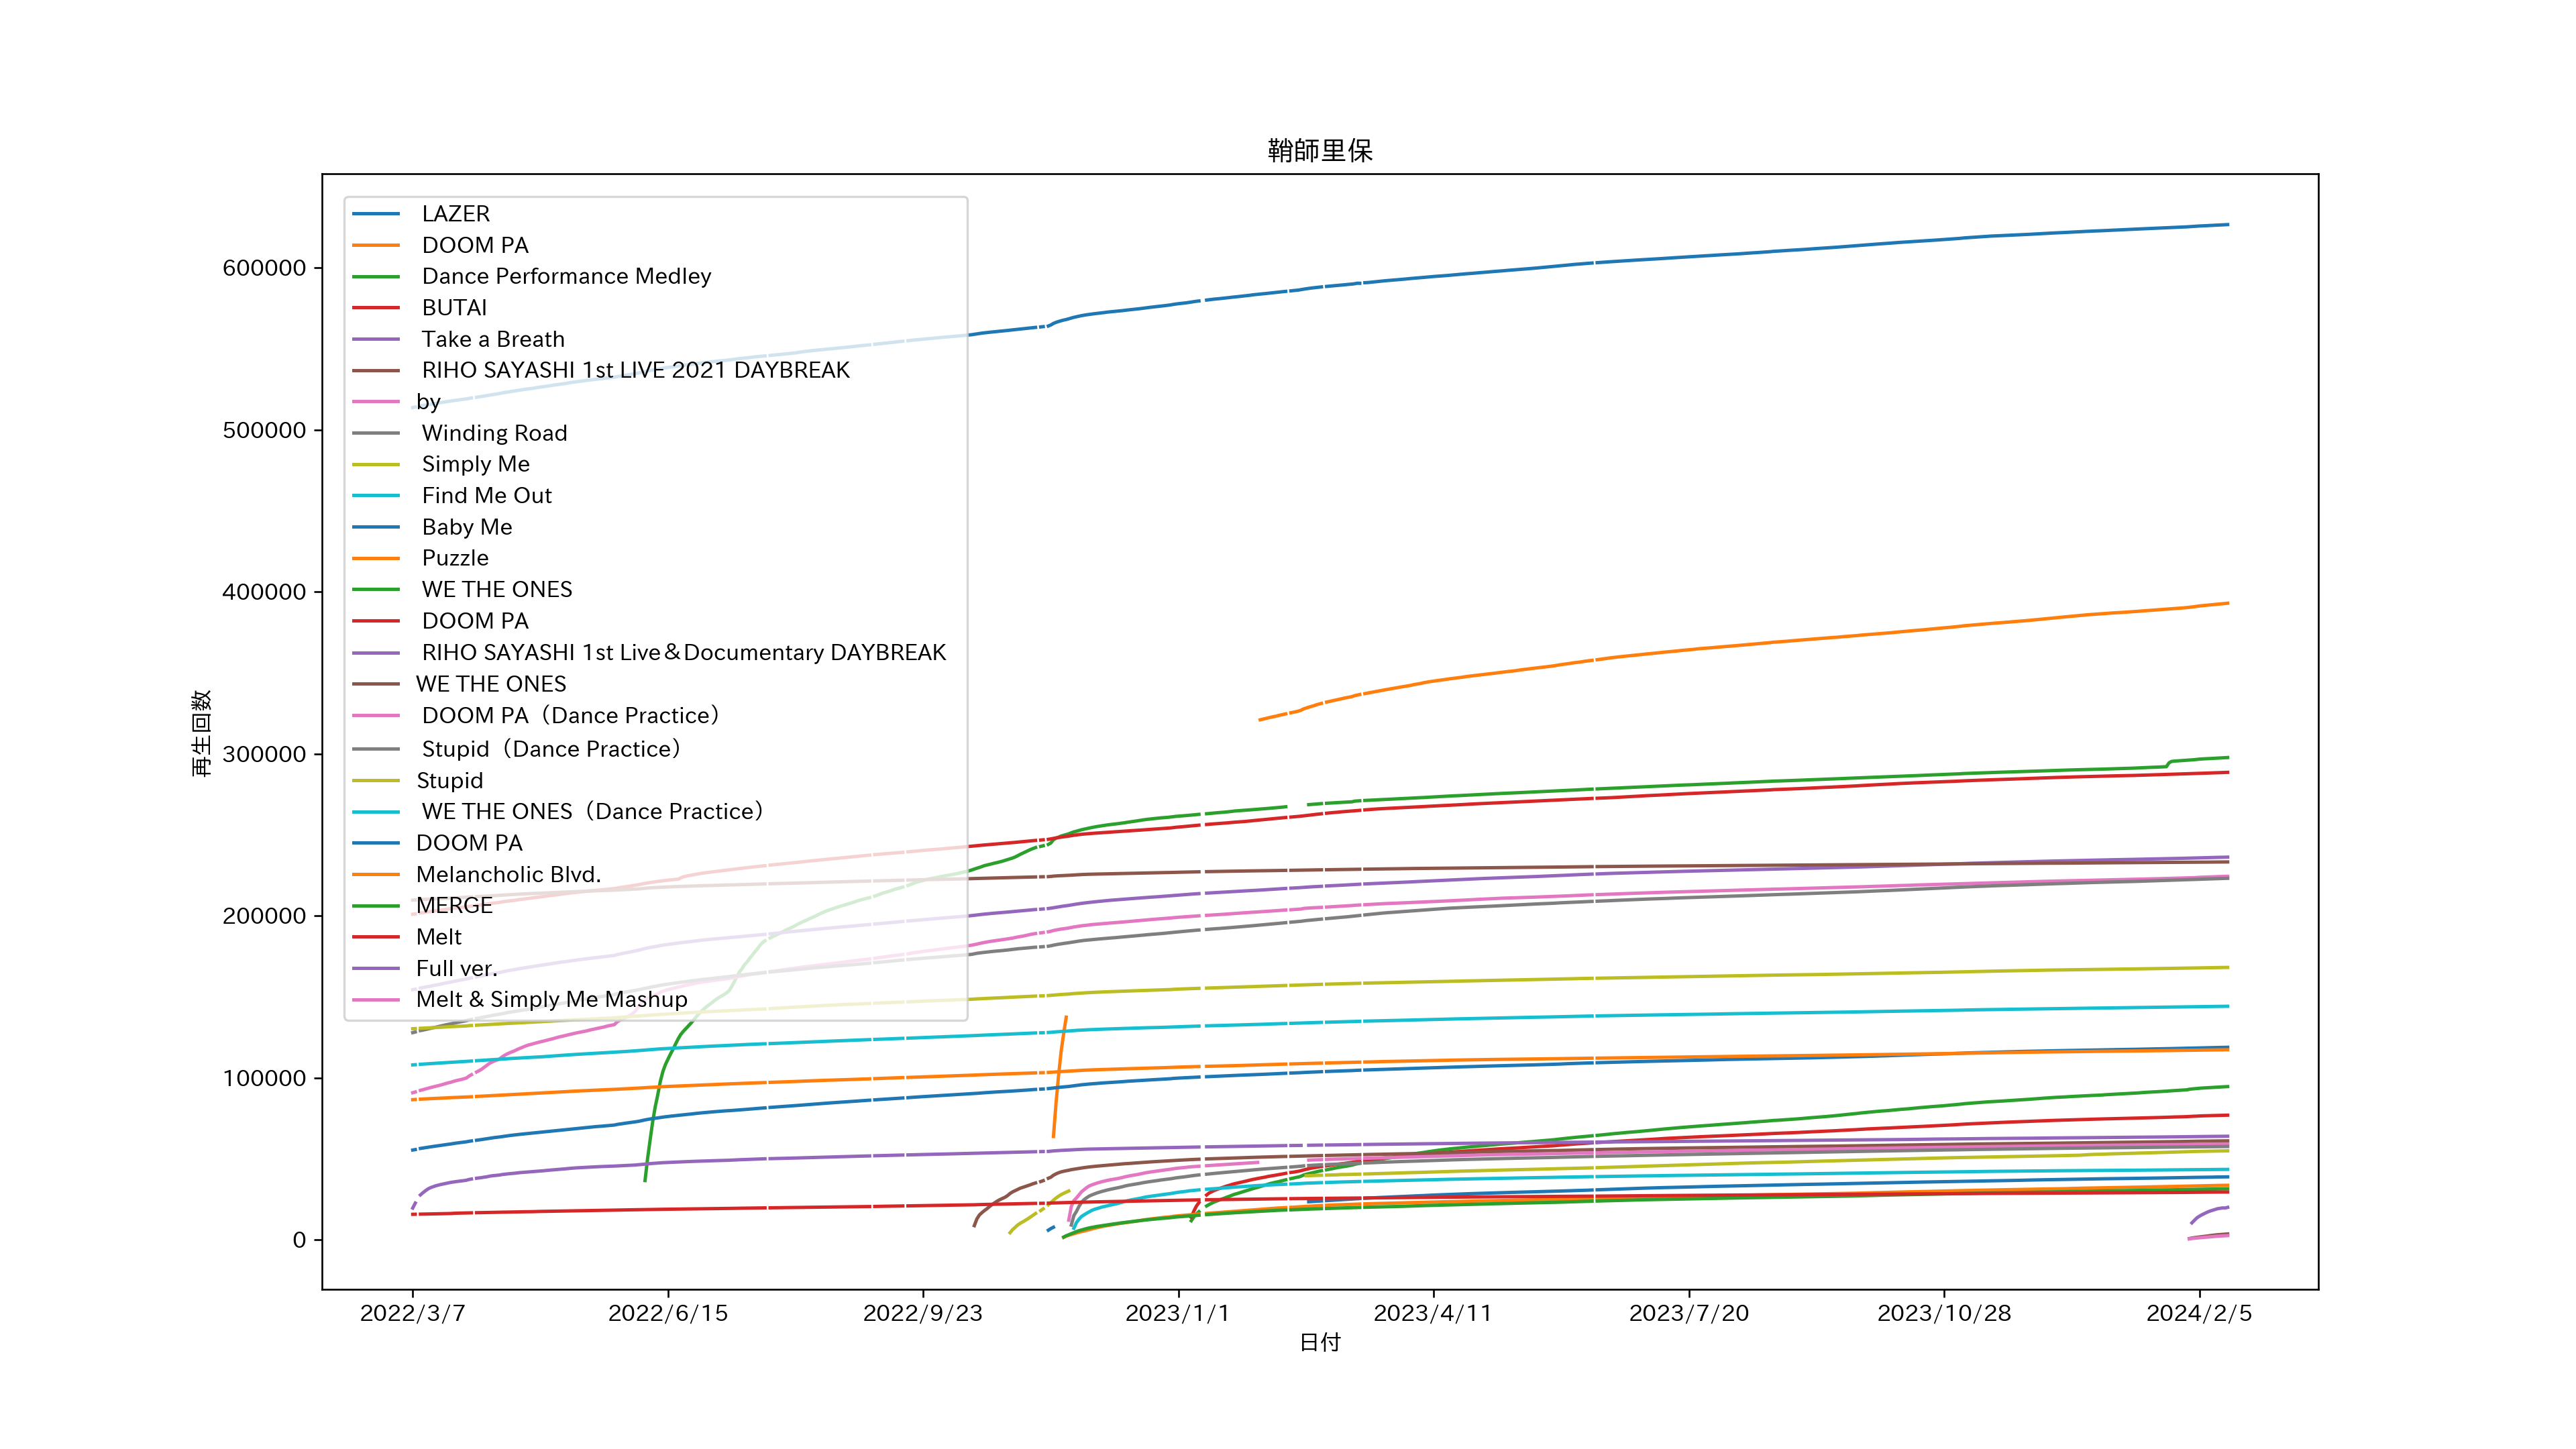 鞘師里保
LAZER
DOOM PA
Dance Performance Medley
BUTAI
Take a Breath
RIHO SAYASHI 1st LIVE 2021 DAYBREAK
by
Winding Road
Simply Me
Find Me Out
Baby Me
Puzzle
WE THE ONES
DOOM PA
RIHO SAYASHI 1st Live&Documentary DAYBREAK
WE THE ONES
DOOM PA（Dance Practice）
Stupid（Dance Practice）
Stupid
WE THE ONES（Dance Practice）
DOOM PA
Melancholic Blvd.
MERGE
Melt
Full ver.
Melt & Simply Me Mashup
600000
500000
400000
300000
200000
100000
0
再生回数
2022/3/7 2022/6/15 2022/9/23 2023/1/1 2023/4/11 2023/7/20 2023/10/28 2024/2/5
日付